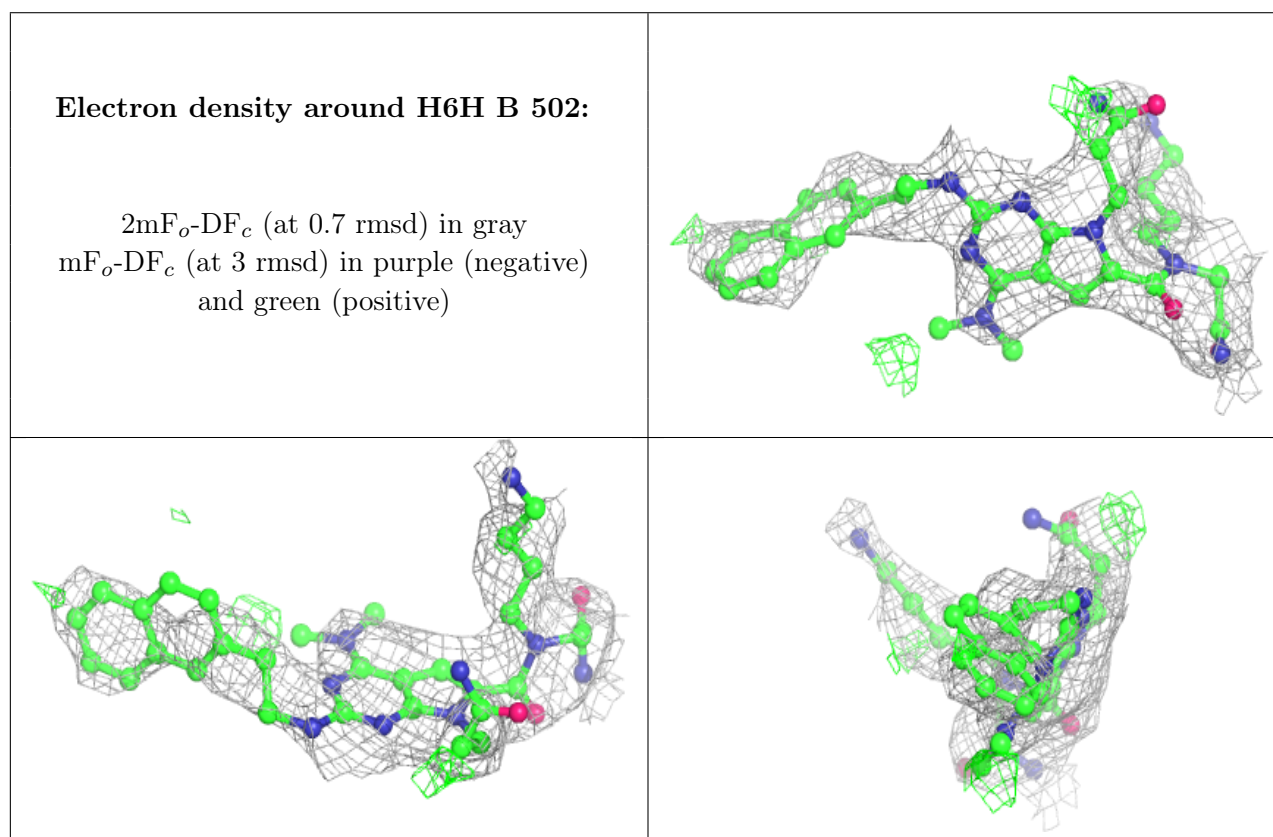 Electron density around H6H B 502:
2mFo-DFc (at 0.7 rmsd) in gray
mFo-DFc (at 3 rmsd) in purple (negative)
and green (positive)